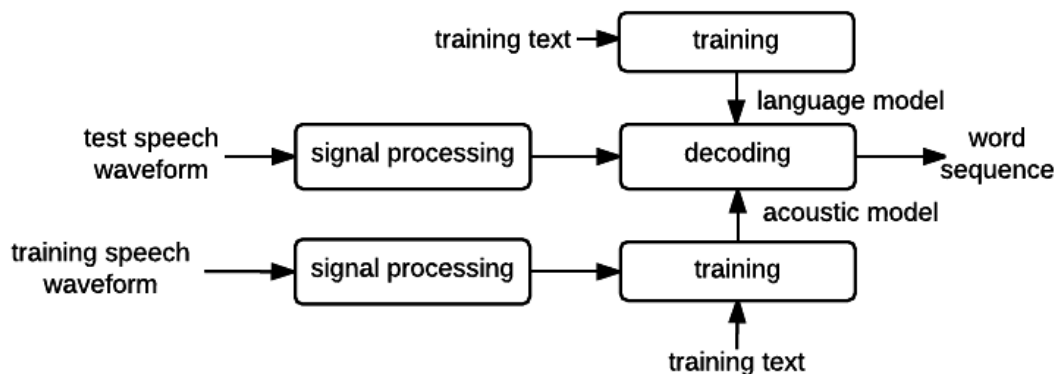 training text
training
language model
test speech
waveform
signal processing
decoding
word
sequence
acoustic model
training speech
waveform
signal processing
training
training text